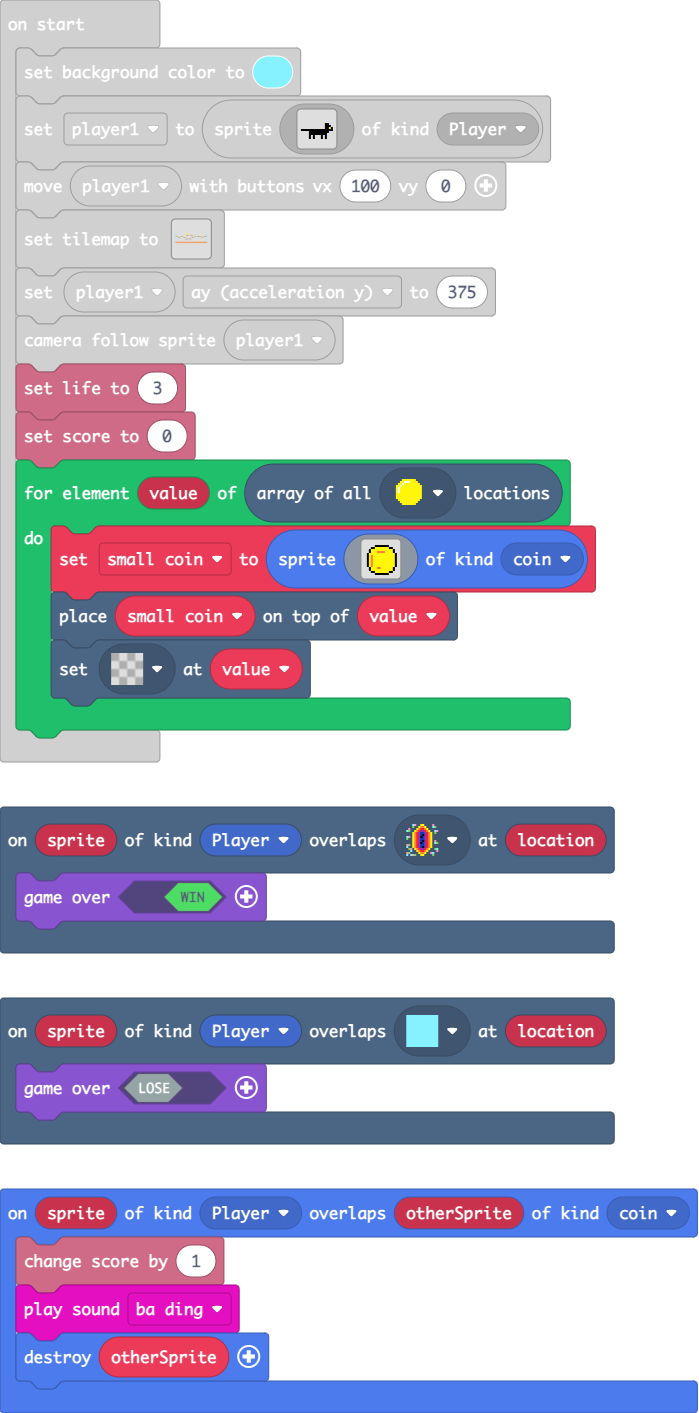 on start
set background color to
set player1 to sprite of kind Player
move player1 with buttons vx 100 vy 0
set tilemap to
set player1 ay (acceleration y) to 375
camera follow sprite player1
set life to 3
set score to 0
for element value of array of all locations
do
set small coin to sprite of kind coin
place small coin on top of value
set at value
on sprite of kind Player overlaps at location
game over WIN
on sprite of kind Player overlaps at location
game over LOSE
on sprite of kind Player overlaps otherSprite of kind coin
change score by 1
play sound ba ding
destroy otherSprite